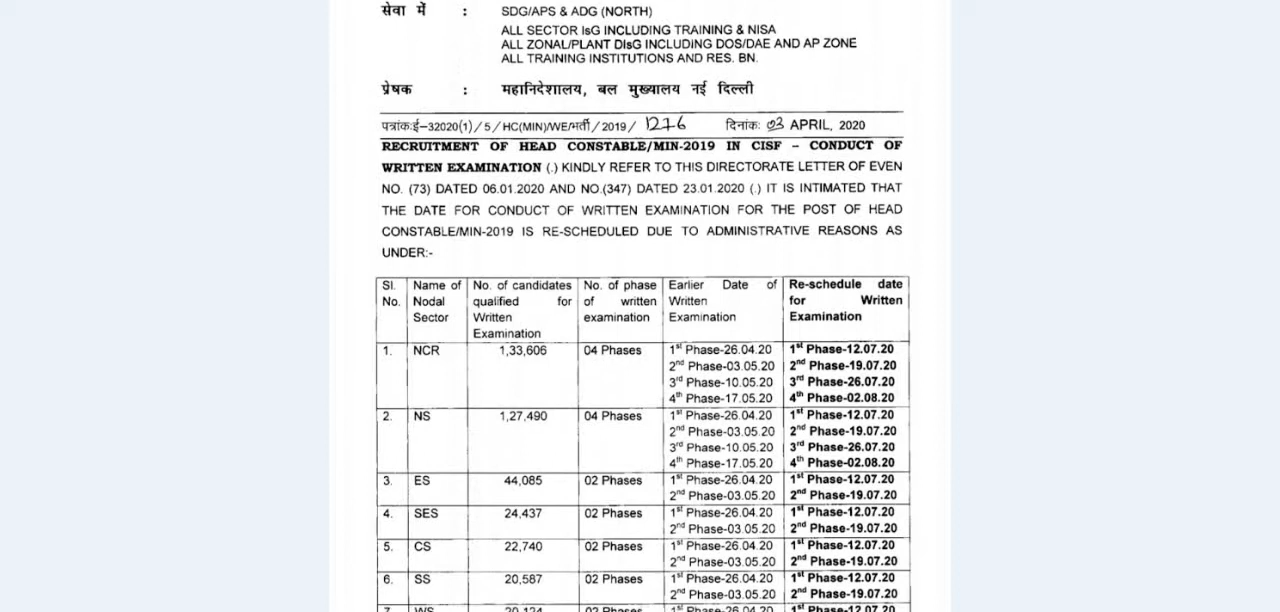 सेवा में : SDG/APS & ADG (NORTH)
ALL SECTOR IsG INCLUDING TRAINING & NISA
ALL ZONAL/PLANT DIsG INCLUDING DOS/DAE AND AP ZONE
ALL TRAINING INSTITUTIONS AND RES. BN.
प्रेषक : महानिदेशालय, बल मुख्यालय नई दिल्ली
पत्रांक:ई-32020(1)/5/HC(MIN)/WE/भर्ती/2019/ 1276 दिनांक: 03 APRIL, 2020
RECRUITMENT OF HEAD CONSTABLE/MIN-2019 IN CISF – CONDUCT OF
WRITTEN EXAMINATION (.) KINDLY REFER TO THIS DIRECTORATE LETTER OF EVEN
NO. (73) DATED 06.01.2020 AND NO.(347) DATED 23.01.2020 (.) IT IS INTIMATED THAT
THE DATE FOR CONDUCT OF WRITTEN EXAMINATION FOR THE POST OF HEAD
CONSTABLE/MIN-2019 IS RE-SCHEDULED DUE TO ADMINISTRATIVE REASONS AS
UNDER:-
Sl. Name of No. of candidates No. of phase Earlier Date of Re-schedule date
No. Nodal qualified for of written Written for Written
Sector Written examination Examination Examination
Examination
1. NCR 1,33,606 04 Phases 1st Phase-26.04.20 1st Phase-12.07.20
2nd Phase-03.05.20 2nd Phase-19.07.20
3rd Phase-10.05.20 3rd Phase-26.07.20
4th Phase-17.05.20 4th Phase-02.08.20
2. NS 1,27,490 04 Phases 1st Phase-26.04.20 1st Phase-12.07.20
2nd Phase-03.05.20 2nd Phase-19.07.20
3rd Phase-10.05.20 3rd Phase-26.07.20
4th Phase-17.05.20 4th Phase-02.08.20
3. ES 44,085 02 Phases 1st Phase-26.04.20 1st Phase-12.07.20
2nd Phase-03.05.20 2nd Phase-19.07.20
4. SES 24,437 02 Phases 1st Phase-26.04.20 1st Phase-12.07.20
2nd Phase-03.05.20 2nd Phase-19.07.20
5. CS 22,740 02 Phases 1st Phase-26.04.20 1st Phase-12.07.20
2nd Phase-03.05.20 2nd Phase-19.07.20
6. SS 20,587 02 Phases 1st Phase-26.04.20 1st Phase-12.07.20
2nd Phase-03.05.20 2nd Phase-19.07.20
7. WS 20,124 02 Phases 1st Phase-26.04.20 1st Phase-12.07.20